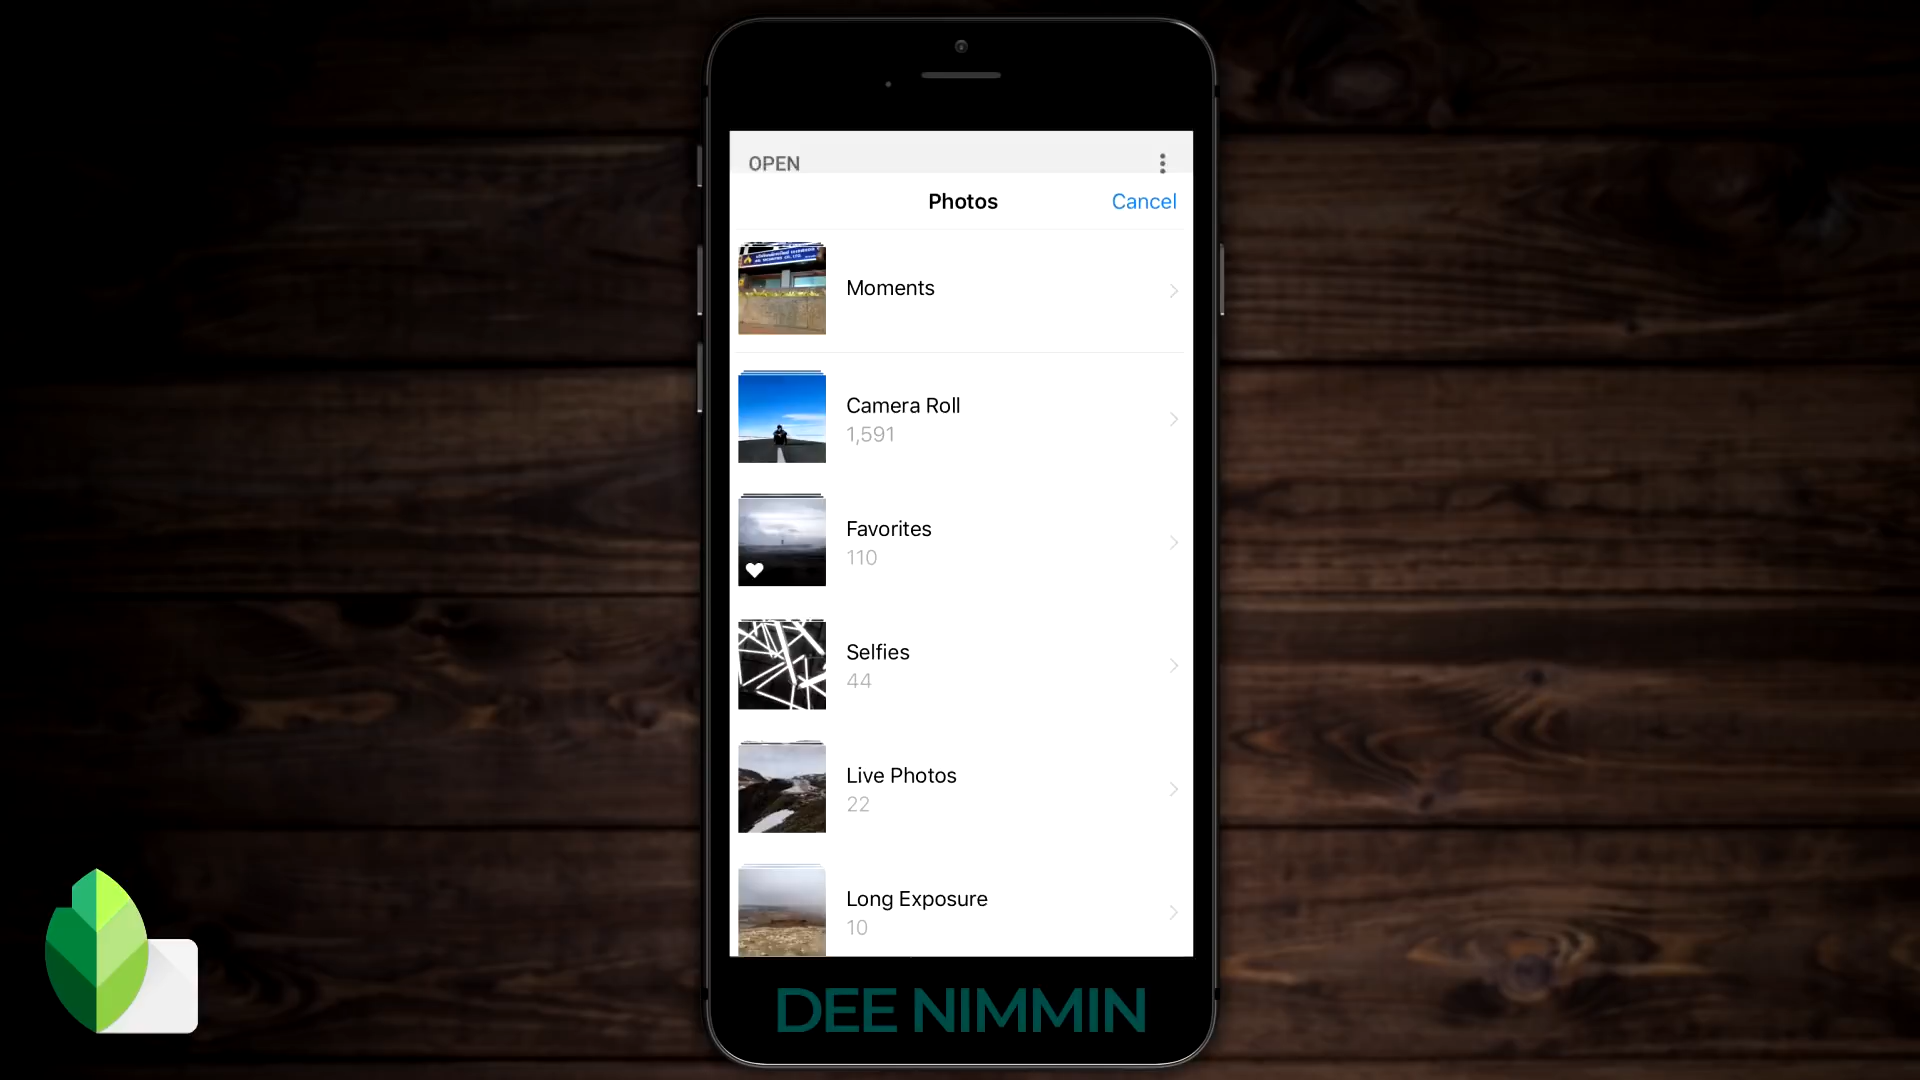 OPEN
Photos
Cancel
Moments
Camera Roll
1,591
Favorites
110
Selfies
44
Live Photos
22
Long Exposure
10
DEE NIMMIN